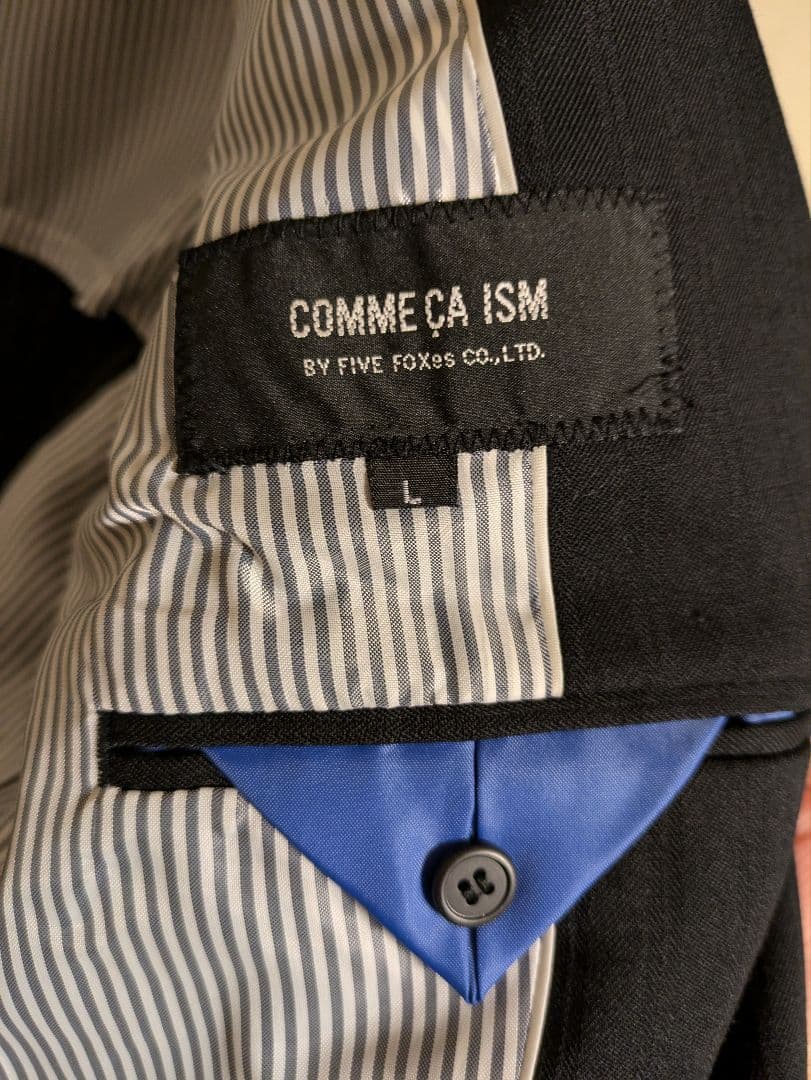 COMME ÇA ISM
BY FIVE FOXes CO.,LTD.
L